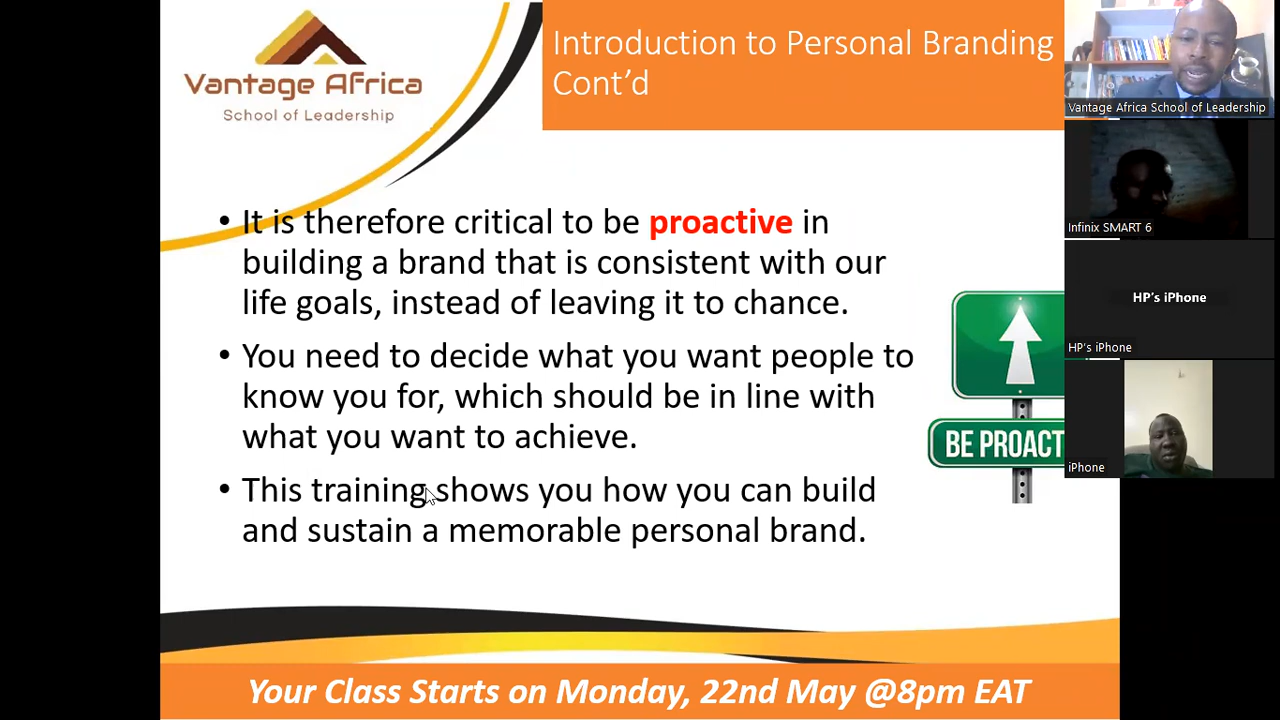 Vantage Africa
School of Leadership
Introduction to Personal Branding
Cont’d
• It is therefore critical to be proactive in
building a brand that is consistent with our
life goals, instead of leaving it to chance.
• You need to decide what you want people to
know you for, which should be in line with
what you want to achieve.
• This training shows you how you can build
and sustain a memorable personal brand.
BE PROACT
Your Class Starts on Monday, 22nd May @8pm EAT
Vantage Africa School of Leadership
Infinix SMART 6
HP's iPhone
HP's iPhone
iPhone